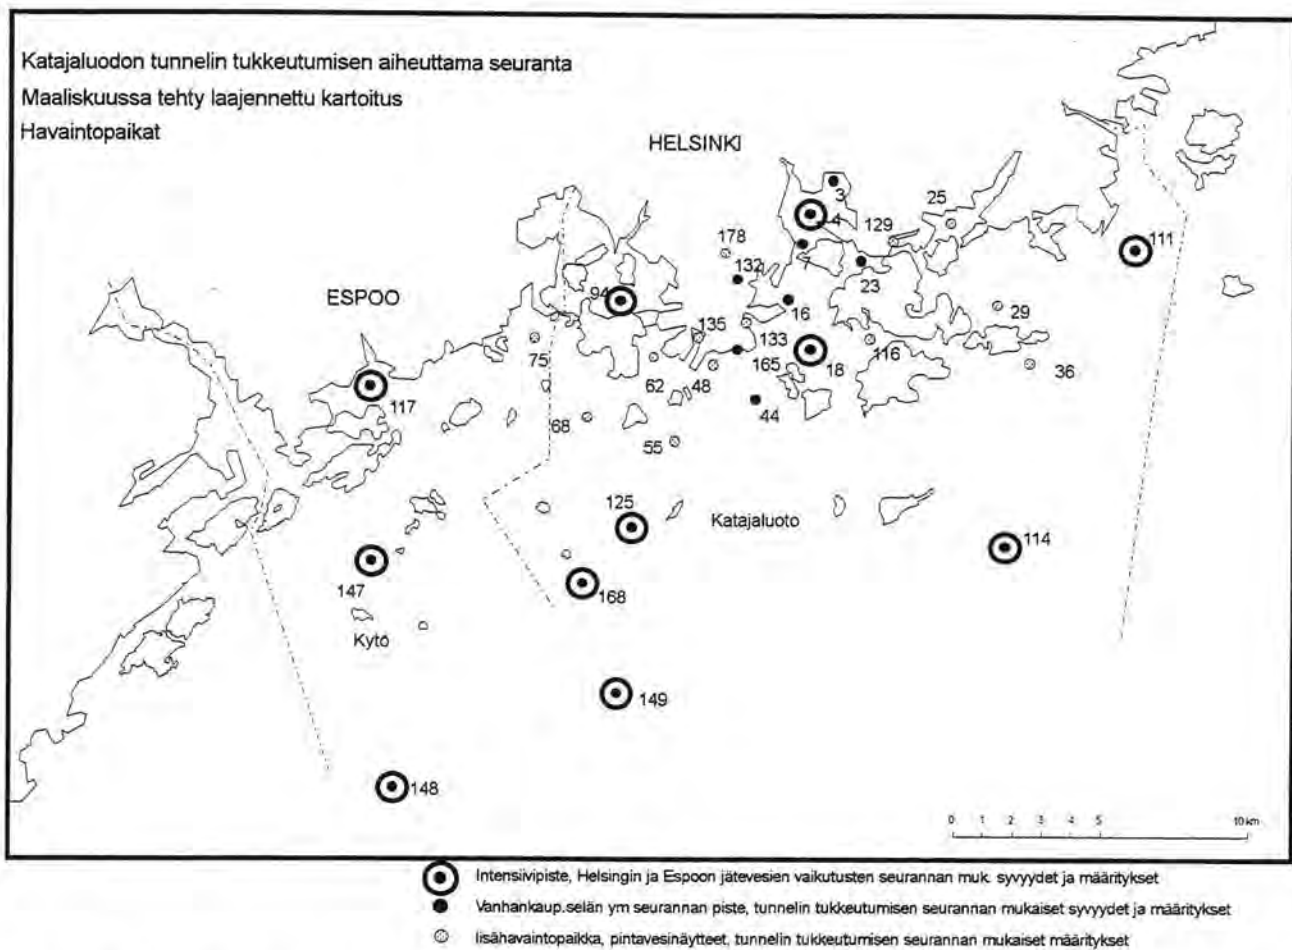 Katajaluodon tunnelin tukkeutumisen aiheuttama seuranta
Maaliskuussa tehty laajennettu kartoitus
Havaintopaikat
HELSINKI
3
25
4
129
178
111
7
132
23
ESPOO
94
16
29
135
133
75
165
18
116
36
62
48
117
44
68
55
125
Katajaluoto
114
147
168
Kytö
149
148
0 1 2 3 4 5 10 km
Intensiivipiste, Helsingin ja Espoon jätevesien vaikutusten seurannan muk. syvyydet ja määritykset
Vanhankaup.selän ym seurannan piste, tunnelin tukkeutumisen seurannan mukaiset syvyydet ja määritykset
lisähavaintopaikka, pintavesinäytteet, tunnelin tukkeutumisen seurannan mukaiset määritykset